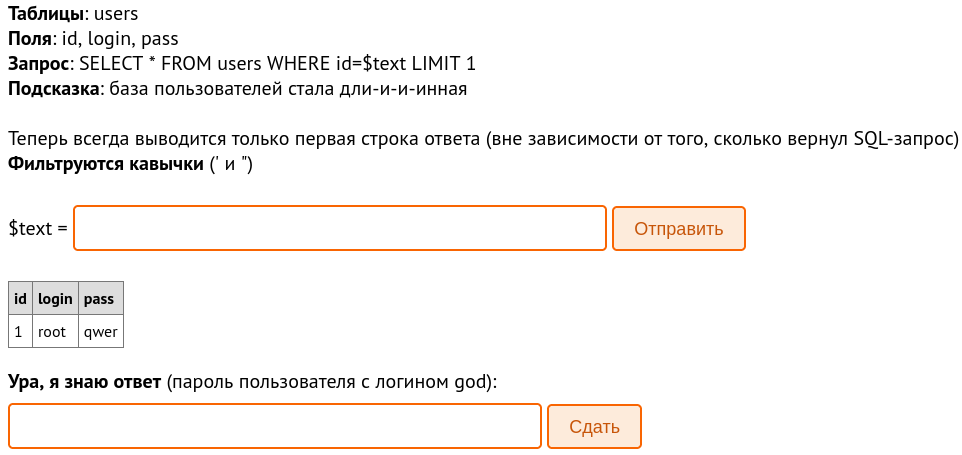 Таблицы: users
Поля: id, login, pass
Запрос: SELECT * FROM users WHERE id=$text LIMIT 1
Подсказка: база пользователей стала дли-и-и-инная
Теперь всегда выводится только первая строка ответа (вне зависимости от того, сколько вернул SQL-запрос)
Фильтруются кавычки (' и ")
$text = Отправить
id login pass
1 root qwer
Ура, я знаю ответ (пароль пользователя с логином god):
Сдать